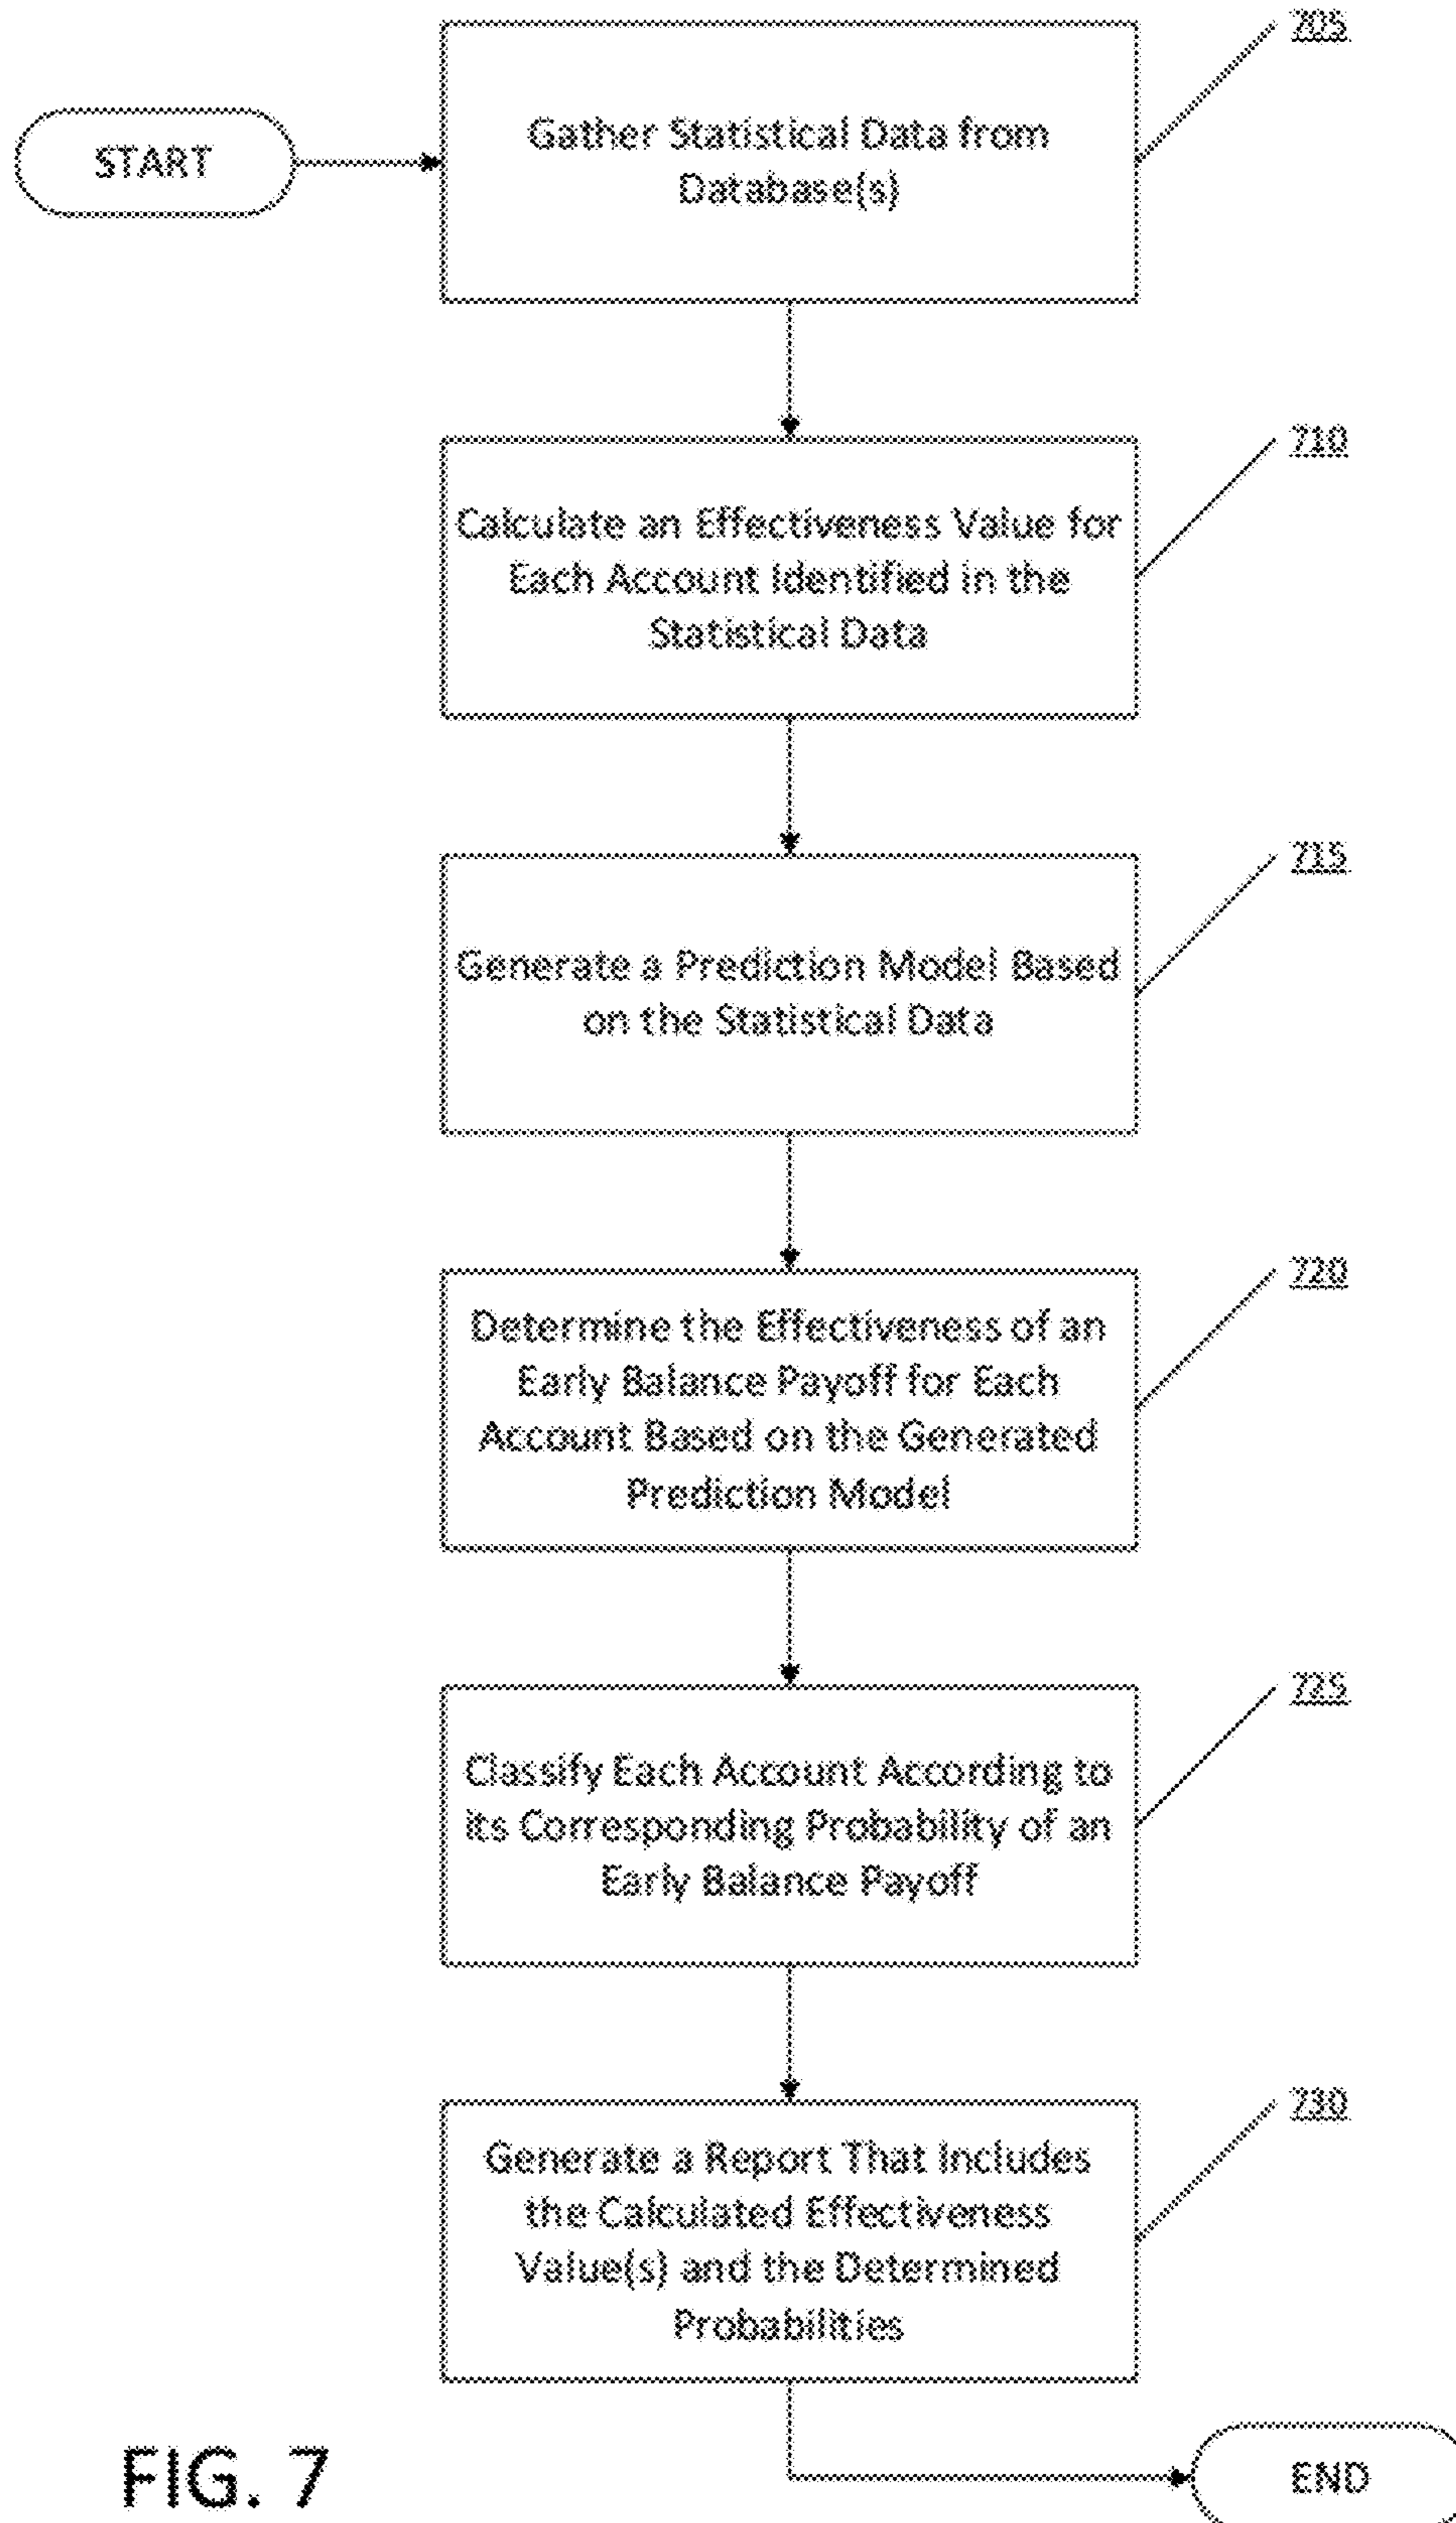 705
START
Gather Statistical Data from
Database(s)
710
Calculate an Effectiveness Value for
Each Account Identified in the
Statistical Data
715
Generate a Prediction Model Based
on the Statistical Data
720
Determine the Effectiveness of an
Early Balance Payoff for Each
Account Based on the Generated
Prediction Model
725
Classify Each Account According to
its Corresponding Probability of an
Early Balance Payoff
730
Generate a Report That Includes
the Calculated Effectiveness
Value(s) and the Determined
Probabilities
FIG. 7
END